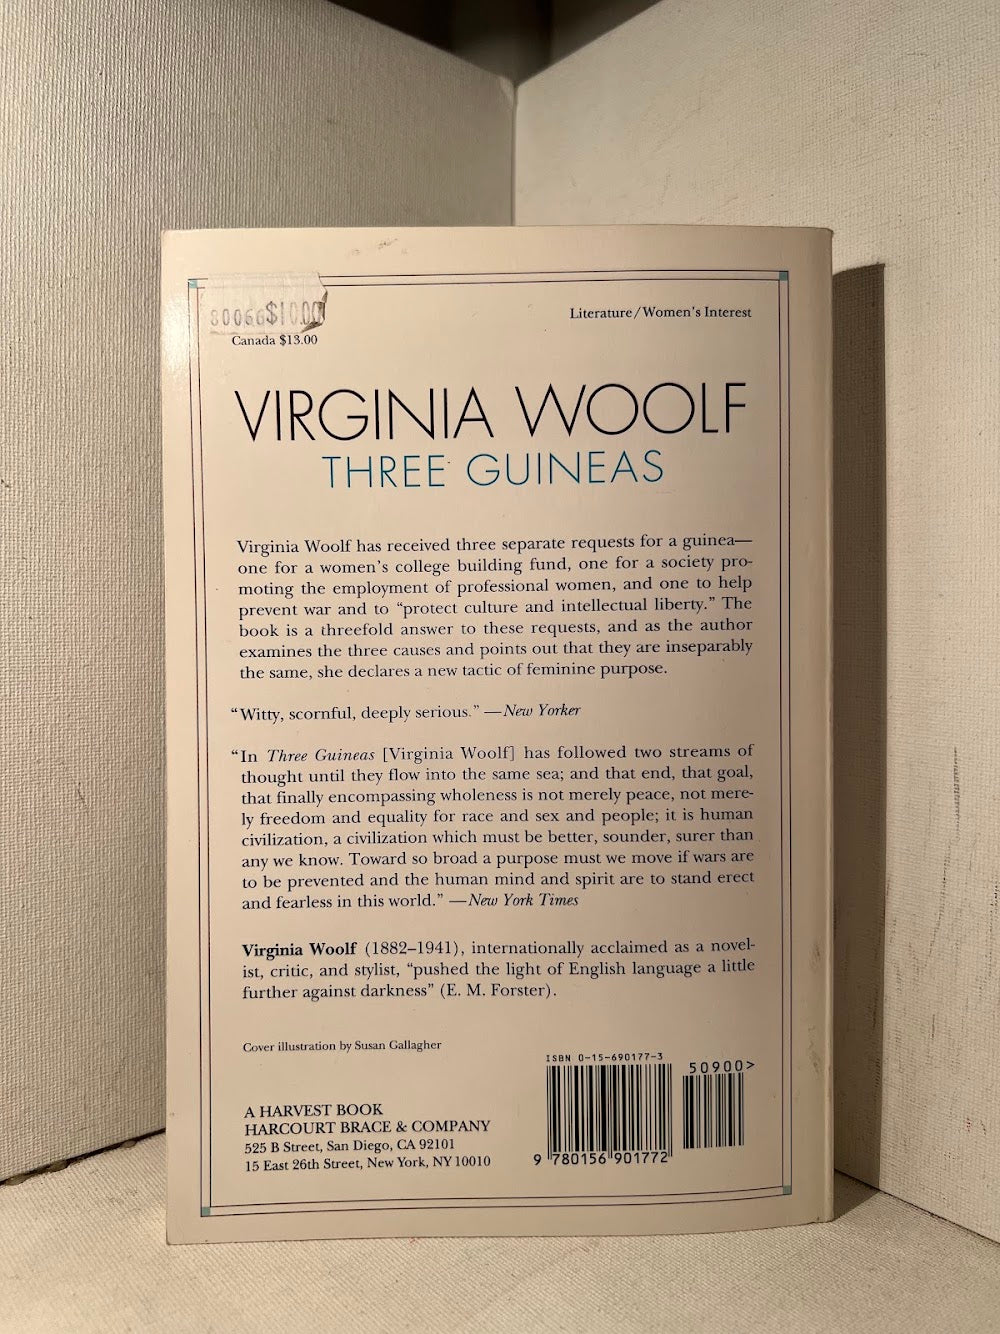 80066$10.00
Literature/Women's Interest
Canada $13.00
VIRGINIA WOOLF
THREE GUINEAS
Virginia Woolf has received three separate requests for a guinea—
one for a women's college building fund, one for a society pro-
moting the employment of professional women, and one to help
prevent war and to “protect culture and intellectual liberty.” The
book is a threefold answer to these requests, and as the author
examines the three causes and points out that they are inseparably
the same, she declares a new tactic of feminine purpose.
“Witty, scornful, deeply serious.” —New Yorker
“In Three Guineas [Virginia Woolf] has followed two streams of
thought until they flow into the same sea; and that end, that goal,
that finally encompassing wholeness is not merely peace, not mere-
ly freedom and equality for race and sex and people; it is human
civilization, a civilization which must be better, sounder, surer than
any we know. Toward so broad a purpose must we move if wars are
to be prevented and the human mind and spirit are to stand erect
and fearless in this world.” —New York Times
Virginia Woolf (1882–1941), internationally acclaimed as a novel-
ist, critic, and stylist, “pushed the light of English language a little
further against darkness” (E. M. Forster).
Cover illustration by Susan Gallagher
A HARVEST BOOK
HARCOURT BRACE & COMPANY
525 B Street, San Diego, CA 92101
15 East 26th Street, New York, NY 10010
ISBN 0-15-690177-3
50900>
9 780156 901772